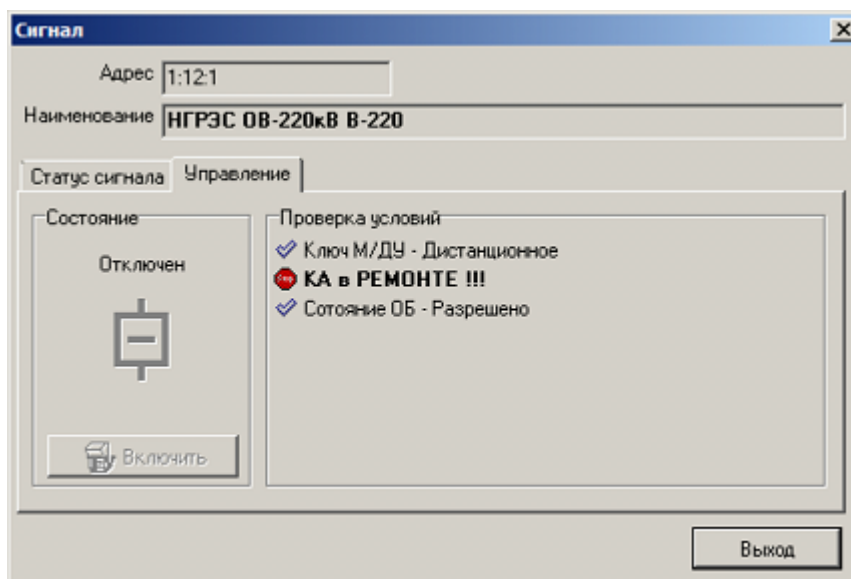 Сигнал
Адрес 1:12:1
Наименование НГРЭС ОВ-220кВ В-220
Статус сигнала Управление
Состояние
Отключен
Включить
Проверка условий
Ключ М/ДУ - Дистанционное
Stop КА в РЕМОНТЕ !!!
Сотояние ОБ - Разрешено
Выход